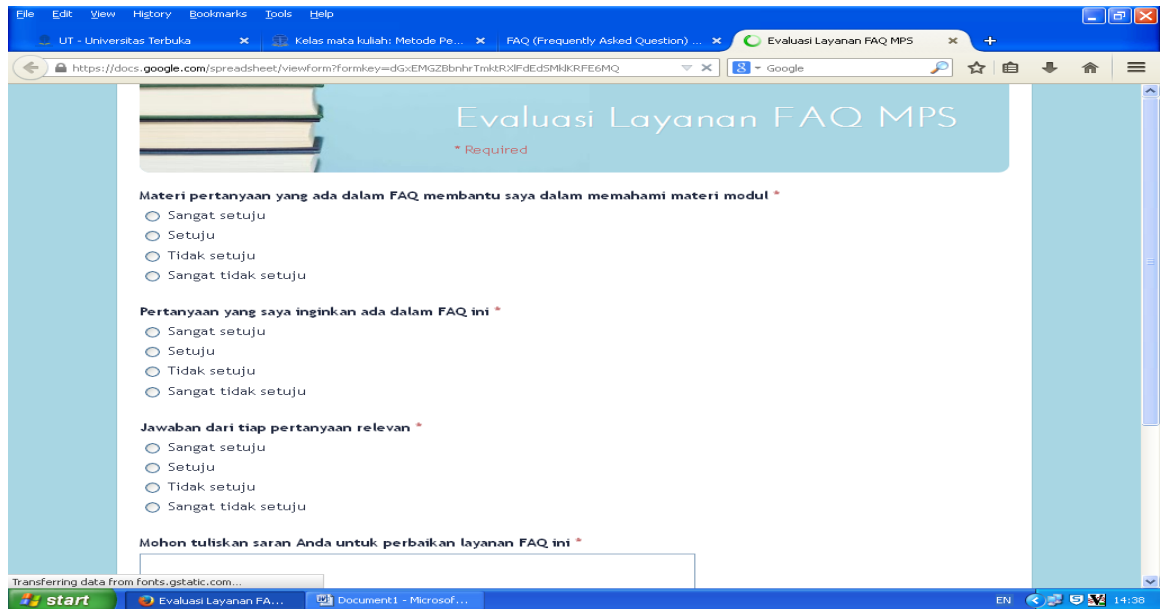 File Edit View History Bookmarks Tools Help
UT - Universitas Terbuka
Kelas mata kuliah: Metode Pe...
FAQ (Frequently Asked Question) ...
Evaluasi Layanan FAQ MPS
https://docs.google.com/spreadsheet/viewform?formkey=dGxEMGZBbnhrTmktRXlFdEdSMklKRFE6MQ
Google
Evaluasi Layanan FAQ MPS
* Required
Materi pertanyaan yang ada dalam FAQ membantu saya dalam memahami materi modul *
Sangat setuju
Setuju
Tidak setuju
Sangat tidak setuju
Pertanyaan yang saya inginkan ada dalam FAQ ini *
Sangat setuju
Setuju
Tidak setuju
Sangat tidak setuju
Jawaban dari tiap pertanyaan relevan *
Sangat setuju
Setuju
Tidak setuju
Sangat tidak setuju
Mohon tuliskan saran Anda untuk perbaikan layanan FAQ ini *
Transferring data from fonts.gstatic.com...
start
Evaluasi Layanan FA...
Document1 - Microsof...
EN
14:38